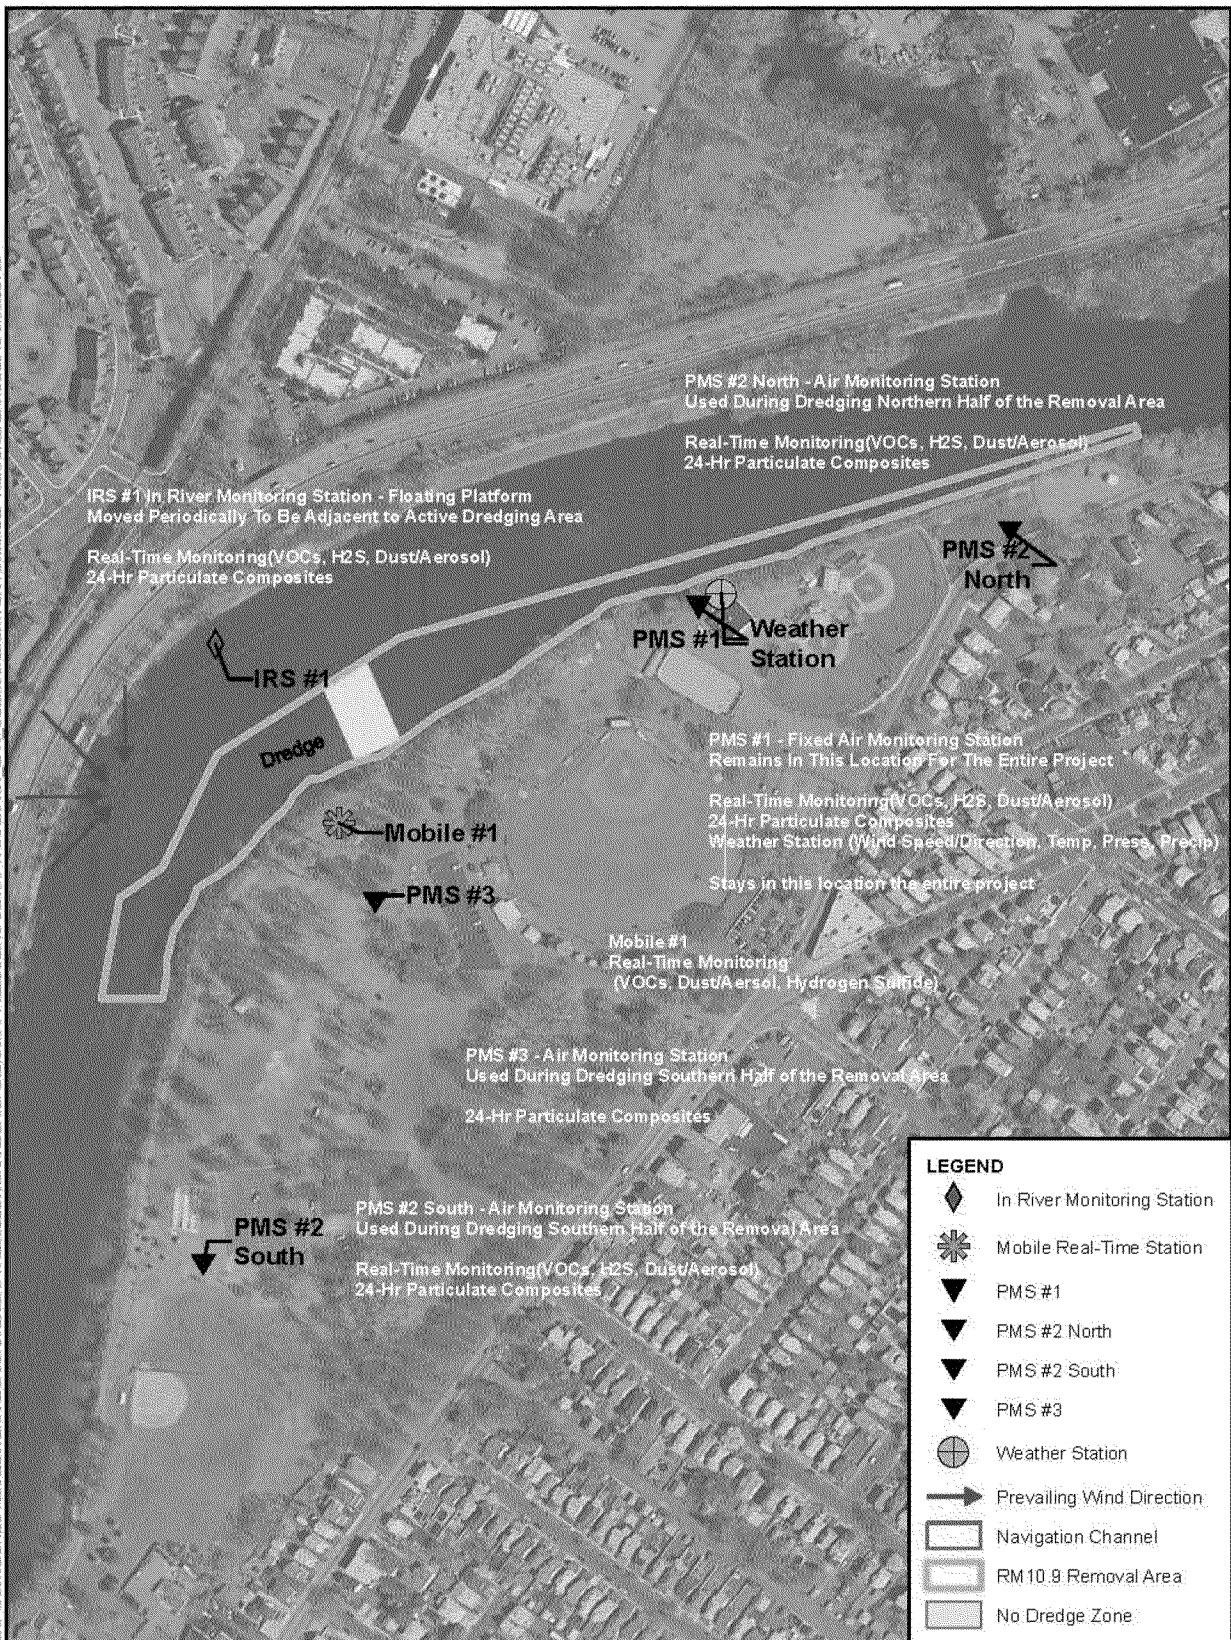 PMS #2 North - Air Monitoring Station
Used During Dredging Northern Half of the Removal Area
Real-Time Monitoring(VOCs, H2S, Dust/Aerosol)
24-Hr Particulate Composites
IRS #1 In River Monitoring Station - Floating Platform
Moved Periodically To Be Adjacent to Active Dredging Area
Real-Time Monitoring(VOCs, H2S, Dust/Aerosol)
24-Hr Particulate Composites
PMS #2
North
PMS #1
Weather
Station
IRS #1
Dredge
PMS #1 - Fixed Air Monitoring Station
Remains In This Location For The Entire Project
Real-Time Monitoring(VOCs, H2S, Dust/Aerosol)
24-Hr Particulate Composites
Weather Station (Wind Speed/Direction, Temp, Press, Precip)
Stays in this location the entire project
Mobile #1
PMS #3
Mobile #1
Real-Time Monitoring
(VOCs, Dust/Aersol, Hydrogen Sulfide)
PMS #3 - Air Monitoring Station
Used During Dredging Southern Half of the Removal Area
24-Hr Particulate Composites
PMS #2 South - Air Monitoring Station
Used During Dredging Southern Half of the Removal Area
Real-Time Monitoring(VOCs, H2S, Dust/Aerosol)
24-Hr Particulate Composites
PMS #2
South
LEGEND
In River Monitoring Station
Mobile Real-Time Station
PMS #1
PMS #2 North
PMS #2 South
PMS #3
Weather Station
Prevailing Wind Direction
Navigation Channel
RM10.9 Removal Area
No Dredge Zone